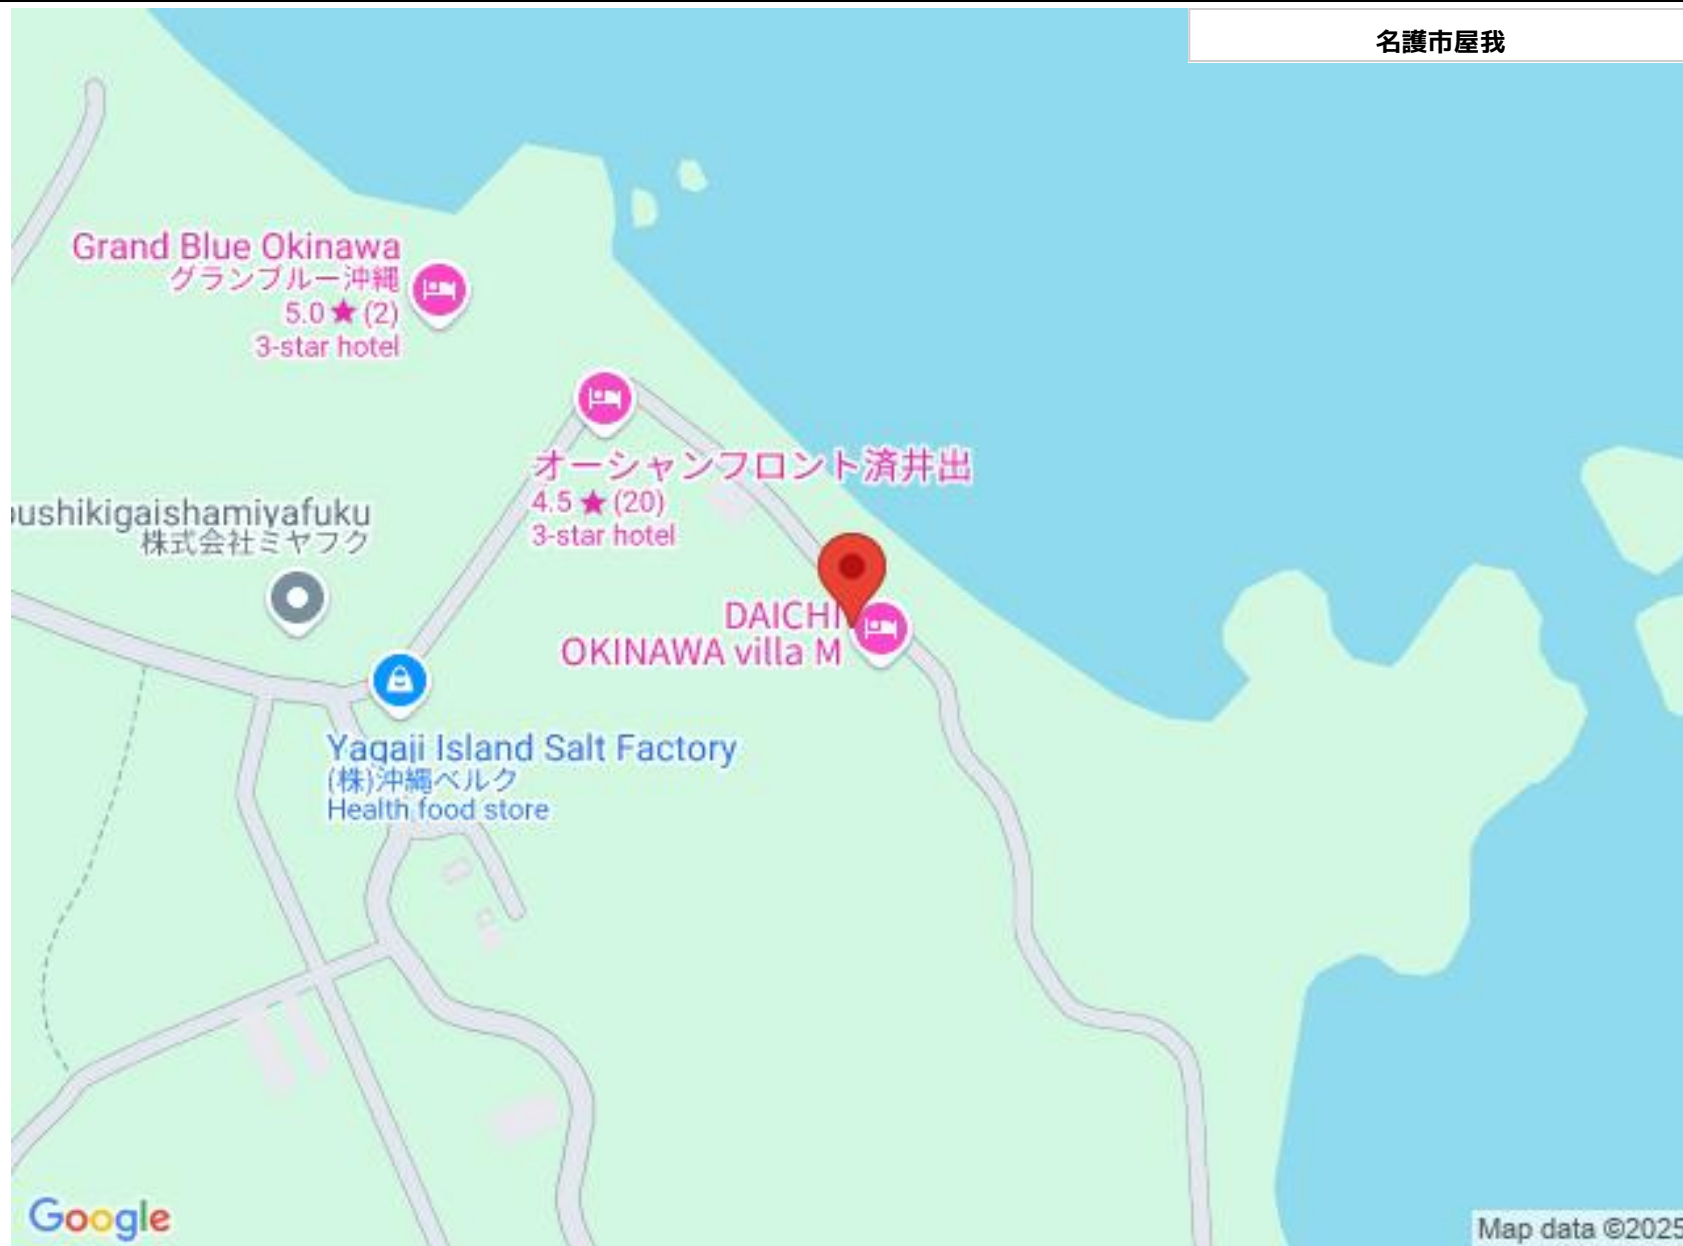 名護市屋我
Grand Blue Okinawa
グランブルー沖縄
5.0 ★ (2)
3-star hotel
オーシャンフロント済井出
4.5 ★ (20)
3-star hotel
oushikigaishamiyafuku
株式会社ミヤフク
DAICHI
OKINAWA villa M
Yagaji Island Salt Factory
(株)沖縄ベルク
Health food store
Google
Map data ©2025